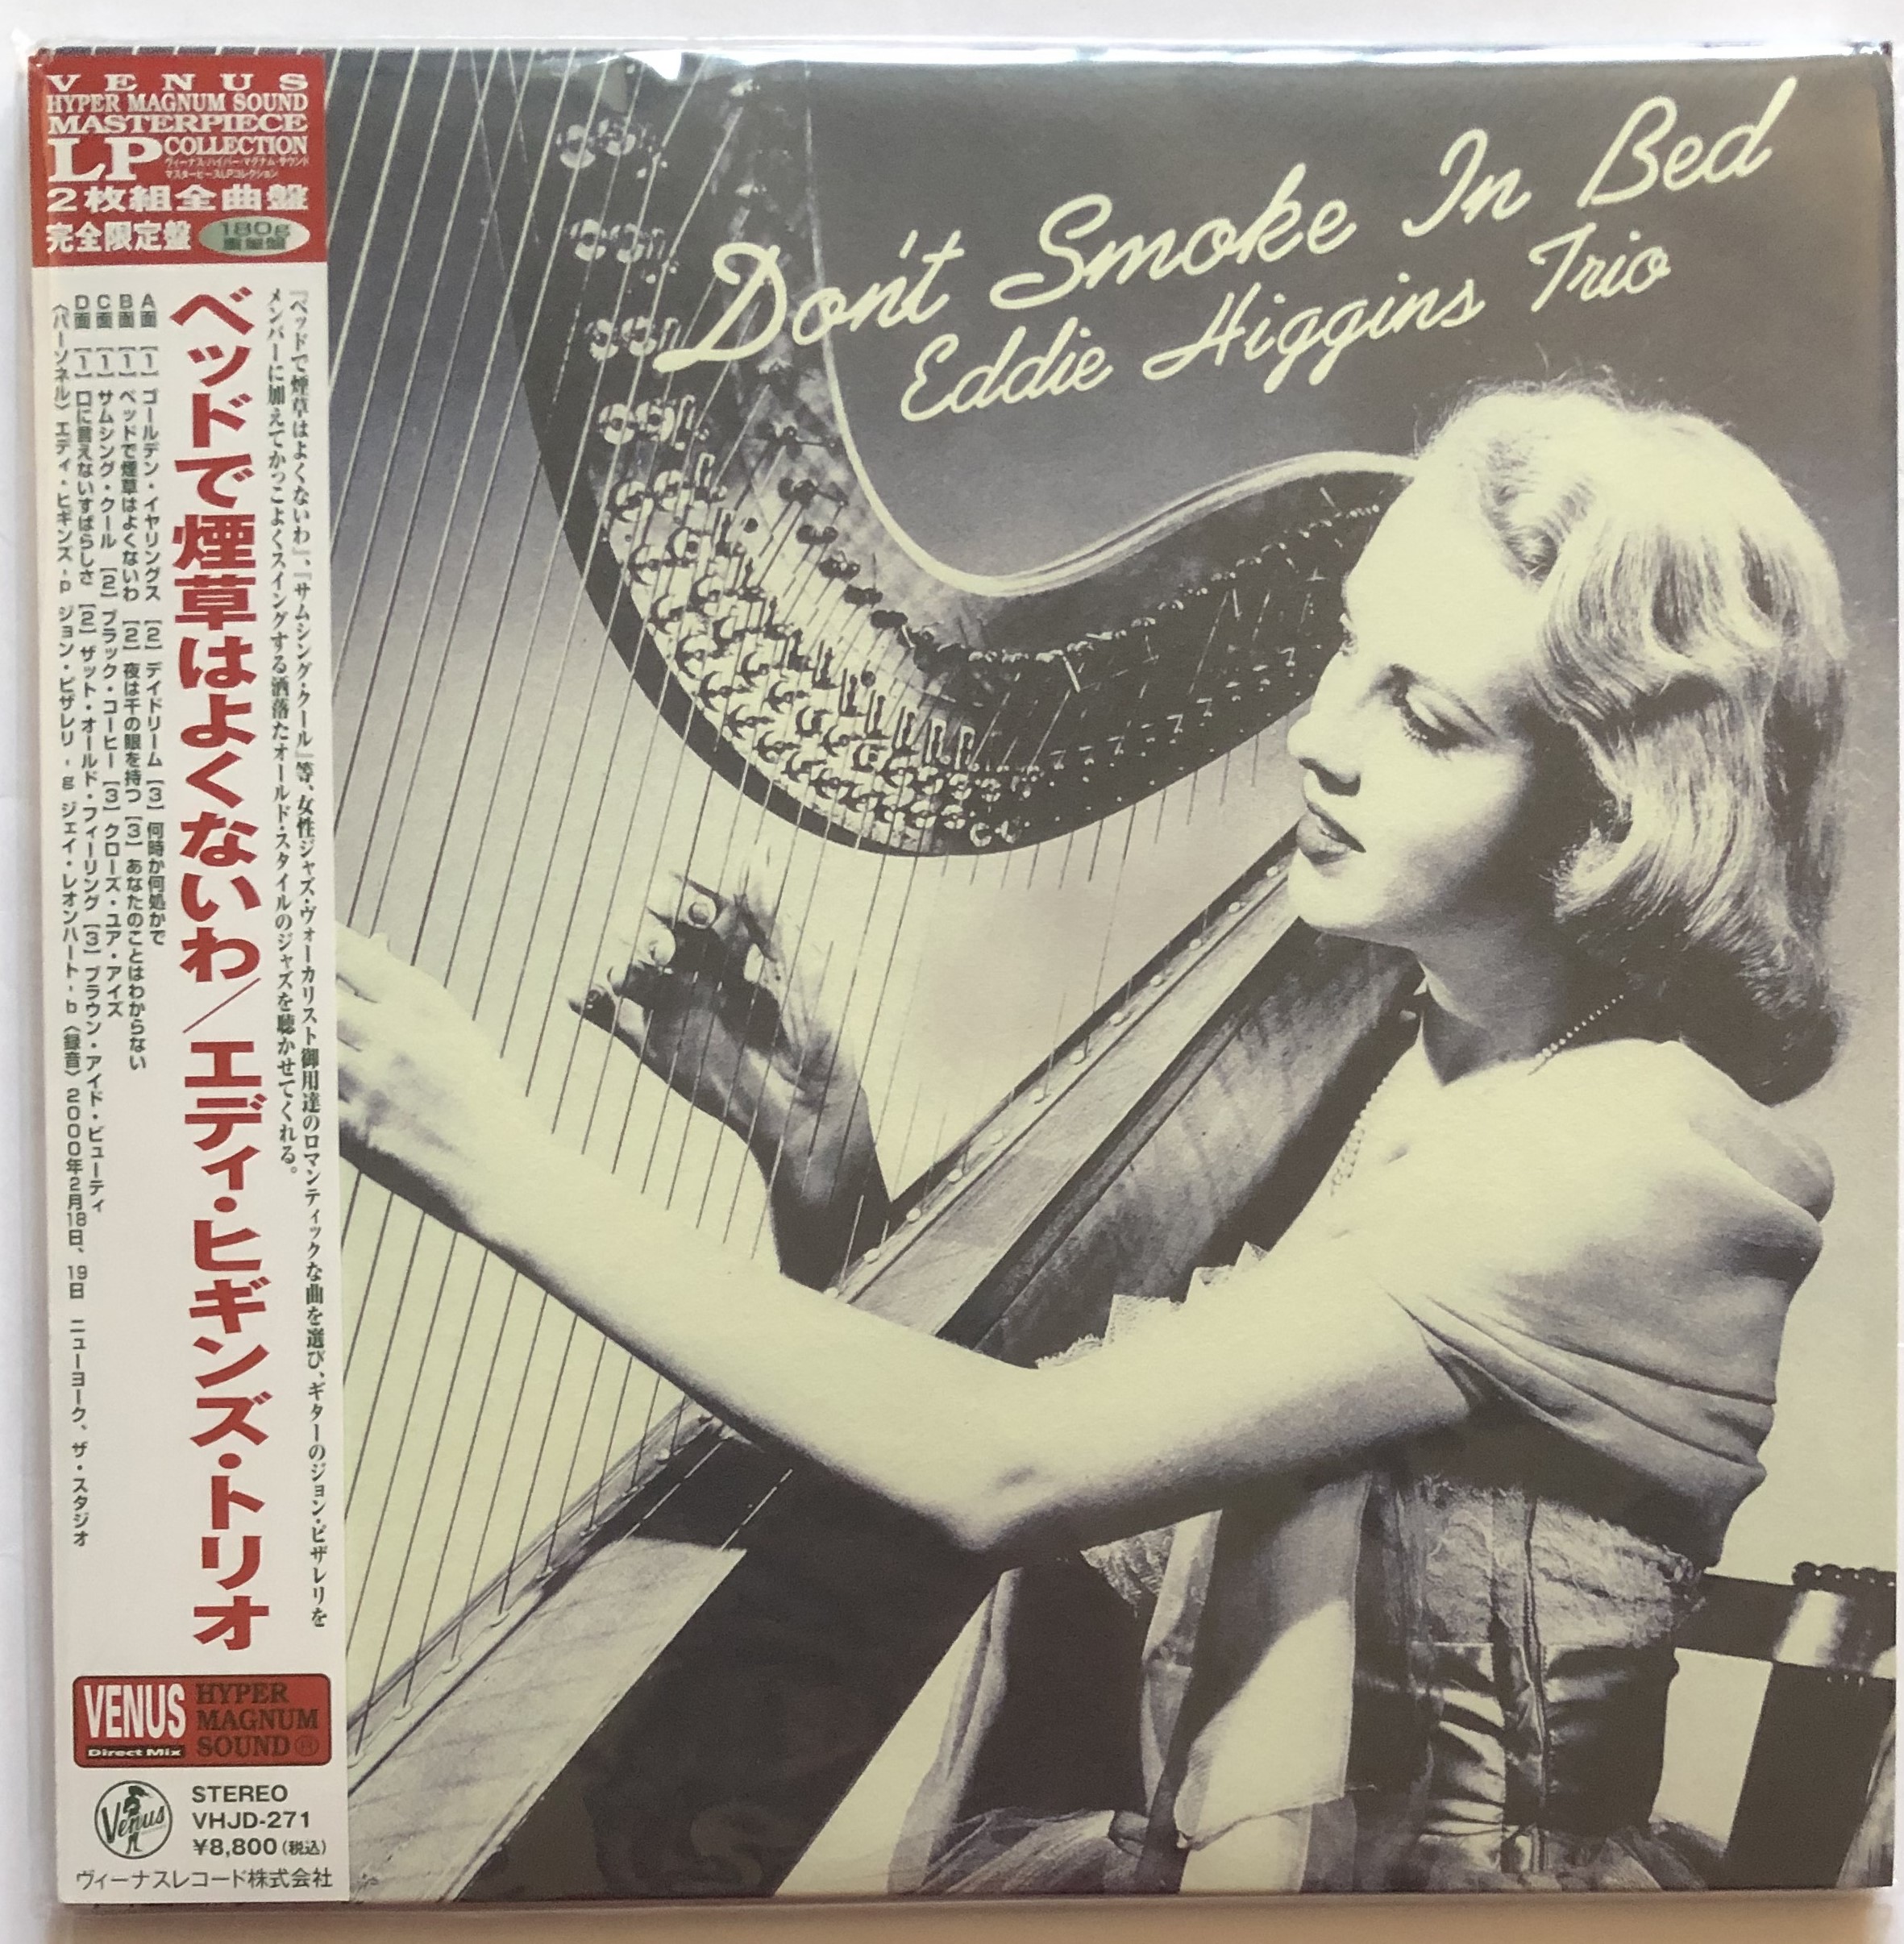 VENUS
HYPER MAGNUM SOUND
MASTERPIECE
LP COLLECTION
ヴィーナス・ハイパー・マグナム・サウンド
マスターピースLPコレクション
2枚組全曲盤
完全限定盤 180g 重量盤
Don't Smoke In Bed
Eddie Higgins Trio
『ベッドで煙草はよくないわ』、『サムシング・クール』等、女性ジャズ・ヴォーカリスト御用達のロマンティックな曲を選び、ギターのジョン・ピザレリを
メンバーに加えてかっこよくスイングする洒落たオールド・スタイルのジャズを聴かせてくれる。
ベッドで煙草はよくないわ/エディ・ヒギンズ・トリオ
A面 [1] ゴールデン・イヤリングス [2] デイドリーム [3] 何時か何処かで
B面 [1] ベッドで煙草はよくないわ [2] 夜は千の眼を持つ [3] あなたのことはわからない
C面 [1] サムシング・クール [2] ブラック・コーヒー [3] クローズ・ユア・アイズ
D面 [1] 口に言えないすばらしさ [2] ザット・オールド・フィーリング [3] ブラウン・アイド・ビューティ
〈パーソネル〉 エディ・ヒギンズ - p ジョン・ピザレリ - g ジェイ・レオンハート - b 〈録音〉 2000年2月18日、19日 ニューヨーク、ザ・スタジオ
VENUS
Direct Mix
HYPER
MAGNUM
SOUND®
Venus
STEREO
VHJD-271
¥8,800(税込)
ヴィーナスレコード株式会社